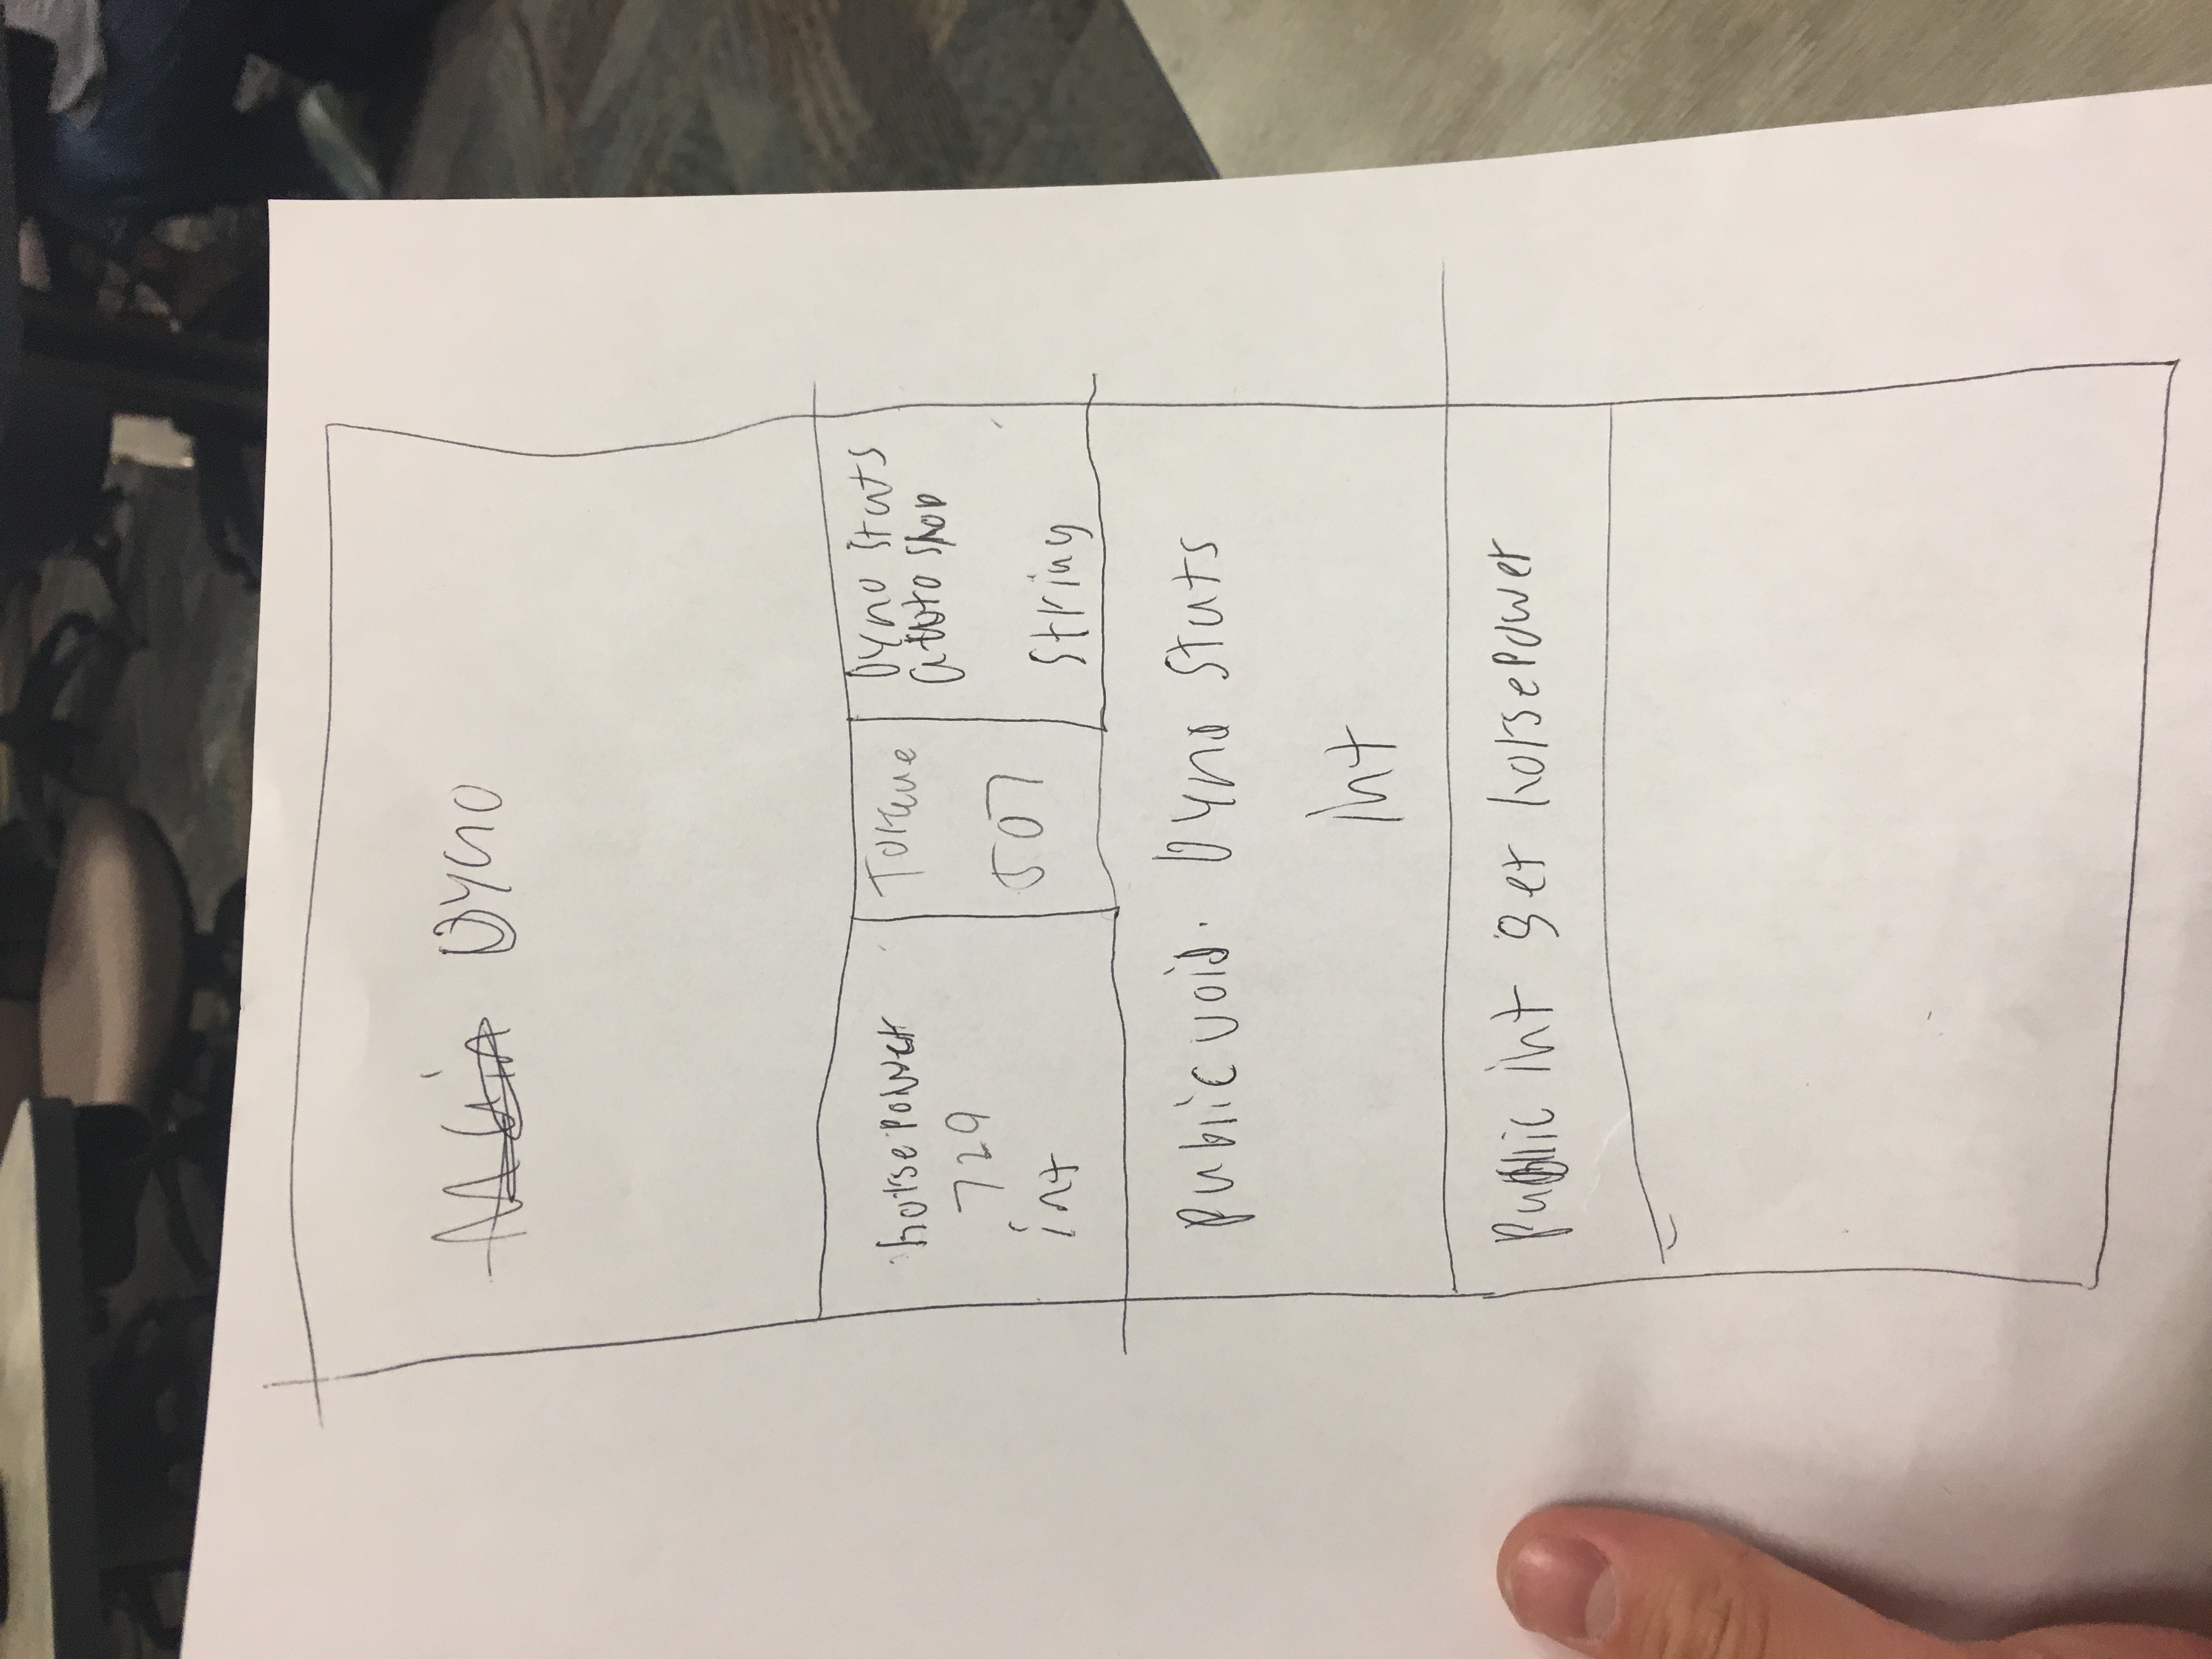 Main Dyno
horsepower
729
int
Torque
507
Dyno Stats
auto shop
String
Public void. Dyno Stats
int
Public int get horsepower